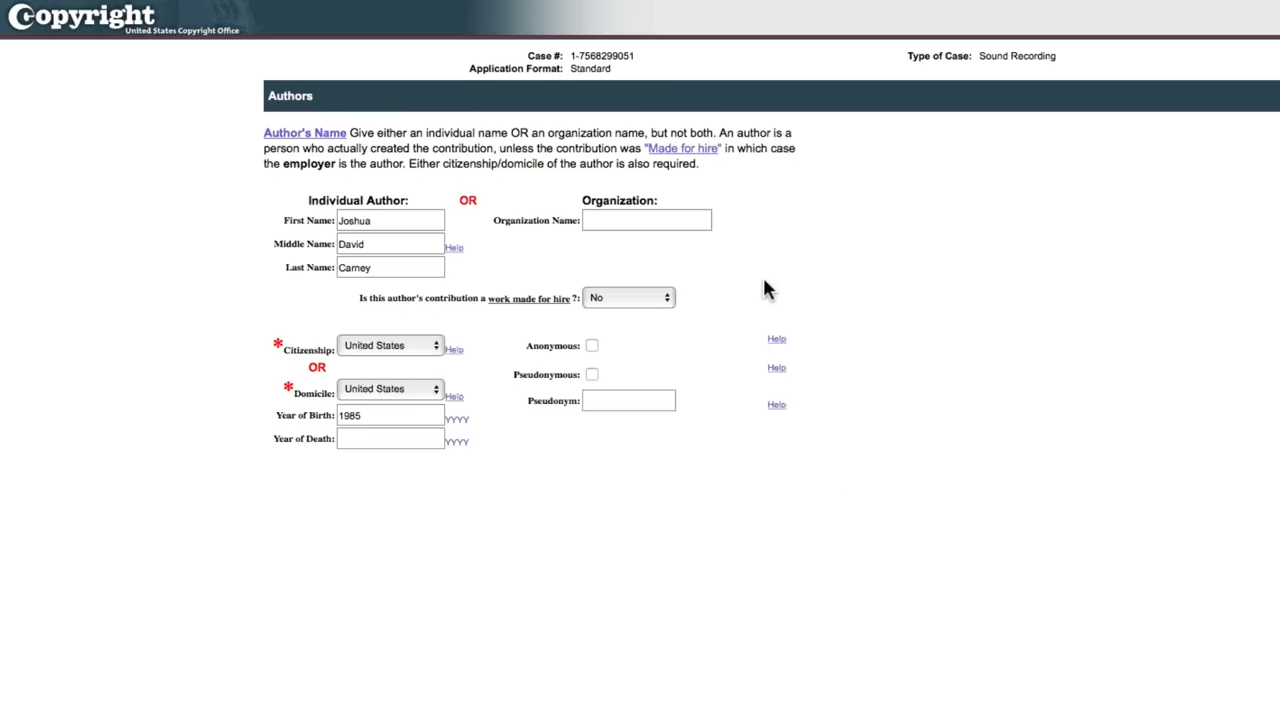 Copyright
United States Copyright Office
Case #: 1-7568299051
Application Format: Standard
Type of Case: Sound Recording
Authors
Author's Name Give either an individual name OR an organization name, but not both. An author is a
person who actually created the contribution, unless the contribution was "Made for hire" in which case
the employer is the author. Either citizenship/domicile of the author is also required.
Individual Author: OR Organization:
First Name: Joshua Organization Name:
Middle Name: David Help
Last Name: Carney
Is this author's contribution a work made for hire ?: No
* Citizenship: United States Help Anonymous: Help
OR
Pseudonymous: Help
* Domicile: United States Help Pseudonym: Help
Year of Birth: 1985 YYYY
Year of Death: YYYY